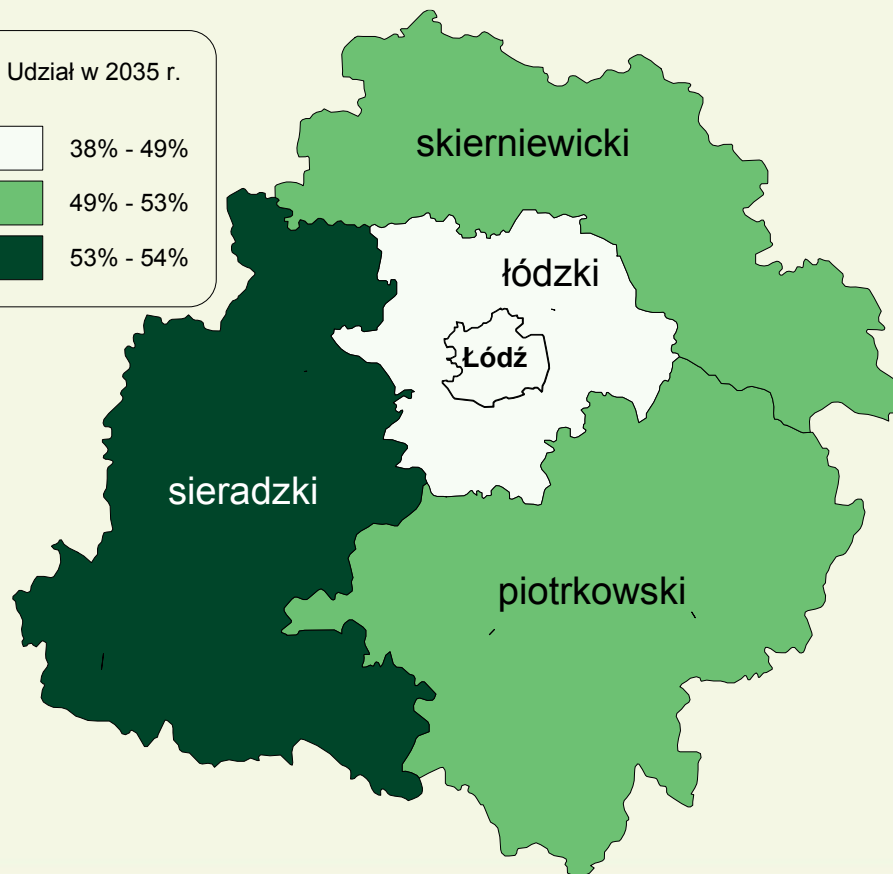 Udział w 2035 r.
38% - 49%
49% - 53%
53% - 54%
skierniewicki
łódzki
Łódź
sieradzki
piotrkowski